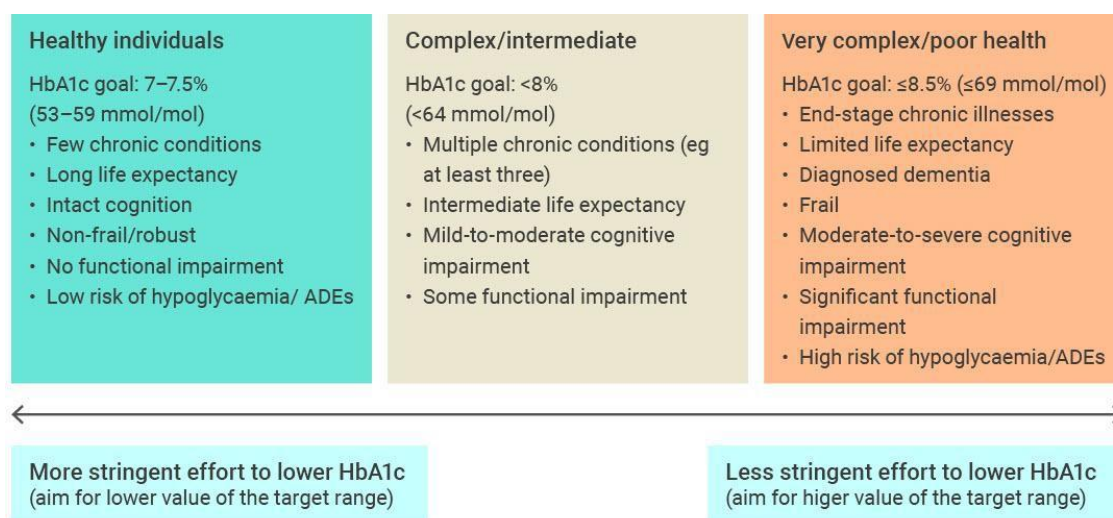 Healthy individuals
HbA1c goal: 7–7.5%
(53–59 mmol/mol)
• Few chronic conditions
• Long life expectancy
• Intact cognition
• Non-frail/robust
• No functional impairment
• Low risk of hypoglycaemia/ ADEs
Complex/intermediate
HbA1c goal: <8%
(<64 mmol/mol)
• Multiple chronic conditions (eg
at least three)
• Intermediate life expectancy
• Mild-to-moderate cognitive
impairment
• Some functional impairment
Very complex/poor health
HbA1c goal: ≤8.5% (≤69 mmol/mol)
• End-stage chronic illnesses
• Limited life expectancy
• Diagnosed dementia
• Frail
• Moderate-to-severe cognitive
impairment
• Significant functional
impairment
• High risk of hypoglycaemia/ADEs
More stringent effort to lower HbA1c
(aim for lower value of the target range)
Less stringent effort to lower HbA1c
(aim for higer value of the target range)